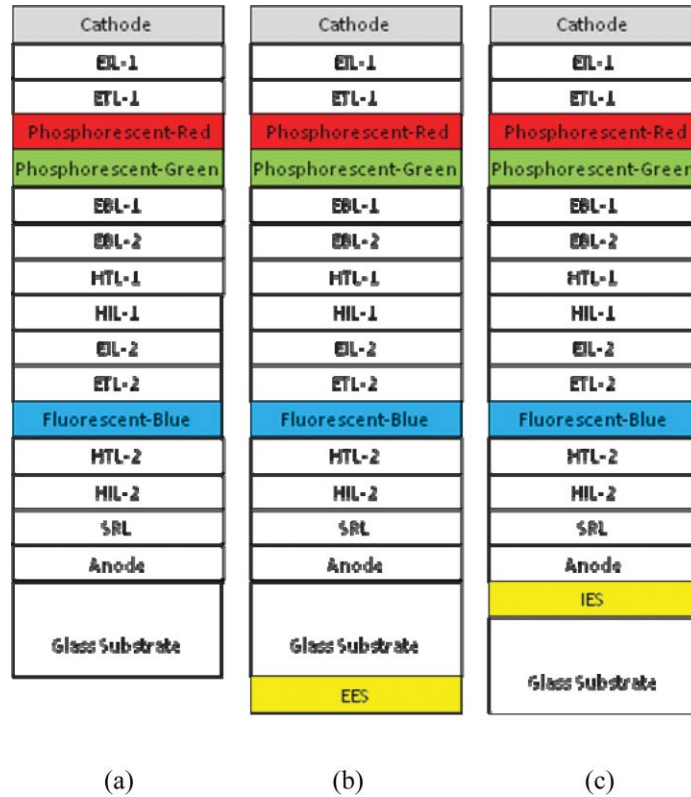 Cathode
EIL-1
ETL-1
Phosphorescent-Red
Phosphorescent-Green
EBL-1
EBL-2
HTL-1
HIL-1
EIL-2
ETL-2
Fluorescent-Blue
HTL-2
HIL-2
SRL
Anode
Glass Substrate
(a)
Cathode
EIL-1
ETL-1
Phosphorescent-Red
Phosphorescent-Green
EBL-1
EBL-2
HTL-1
HIL-1
EIL-2
ETL-2
Fluorescent-Blue
HTL-2
HIL-2
SRL
Anode
Glass Substrate
EES
(b)
Cathode
EIL-1
ETL-1
Phosphorescent-Red
Phosphorescent-Green
EBL-1
EBL-2
HTL-1
HIL-1
EIL-2
ETL-2
Fluorescent-Blue
HTL-2
HIL-2
SRL
Anode
IES
Glass Substrate
(c)